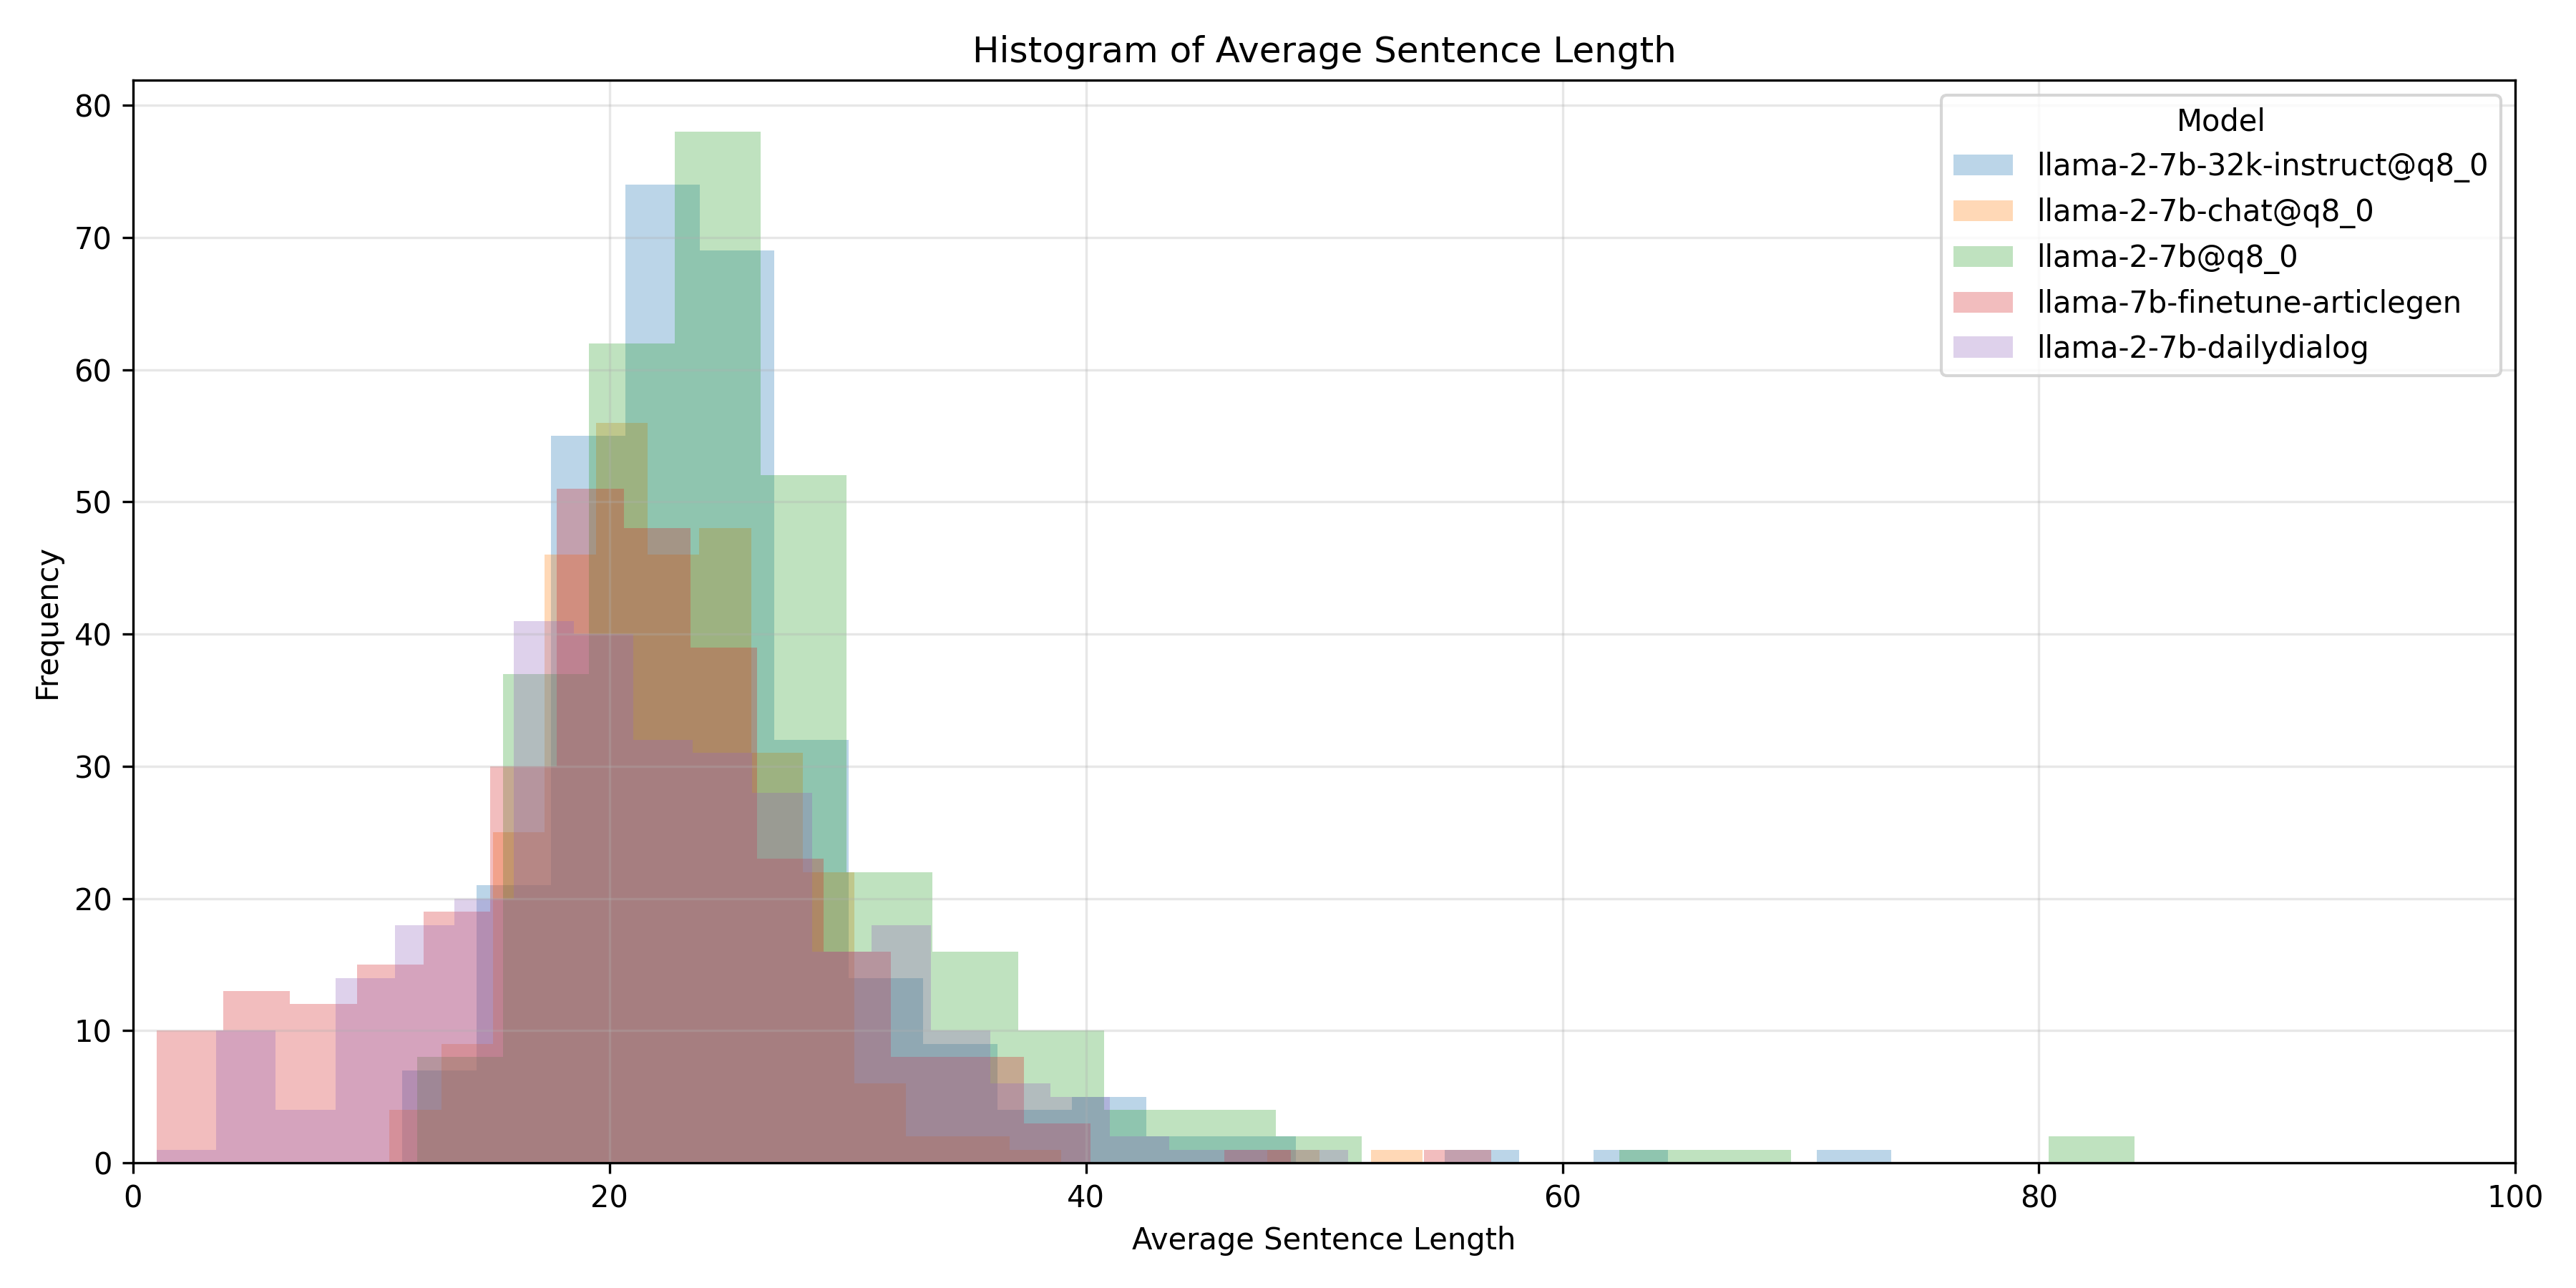 Histogram of Average Sentence Length
Model
llama-2-7b-32k-instruct@q8_0
llama-2-7b-chat@q8_0
llama-2-7b@q8_0
llama-7b-finetune-articlegen
llama-2-7b-dailydialog
Frequency
80
70
60
50
40
30
20
10
0
0 20 40 60 80 100
Average Sentence Length